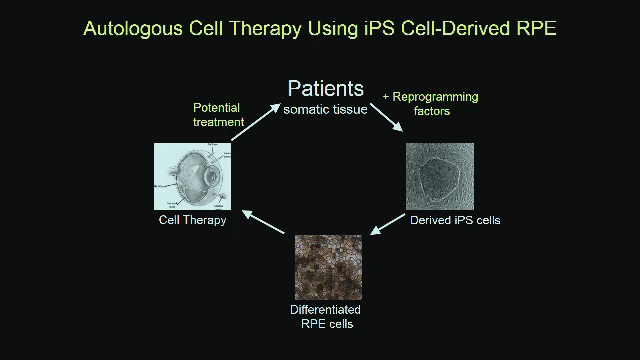 Autologous Cell Therapy Using iPS Cell-Derived RPE
Patients
somatic tissue
+ Reprogramming
factors
Potential
treatment
Cell Therapy
Derived iPS cells
Differentiated
RPE cells